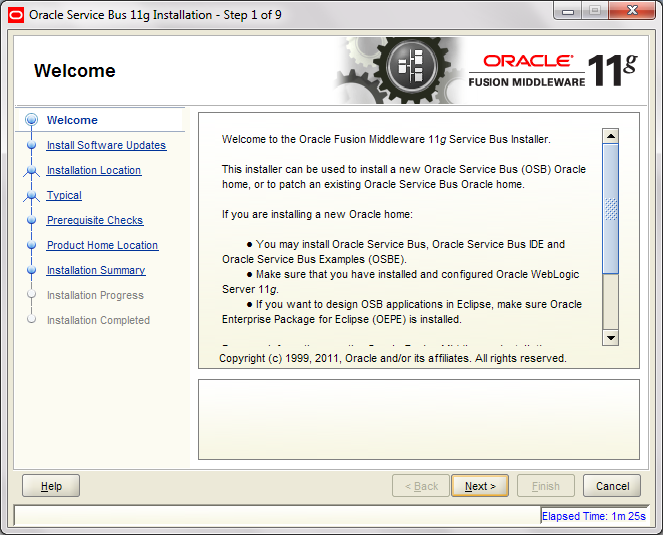 Oracle Service Bus 11g Installation - Step 1 of 9
Welcome
ORACLE
FUSION MIDDLEWARE 11g
Welcome
Install Software Updates
Installation Location
Typical
Prerequisite Checks
Product Home Location
Installation Summary
Installation Progress
Installation Completed
Welcome to the Oracle Fusion Middleware 11g Service Bus Installer.
This installer can be used to install a new Oracle Service Bus (OSB) Oracle
home, or to patch an existing Oracle Service Bus Oracle home.
If you are installing a new Oracle home:
● You may install Oracle Service Bus, Oracle Service Bus IDE and
Oracle Service Bus Examples (OSBE).
● Make sure that you have installed and configured Oracle WebLogic
Server 11g.
● If you want to design OSB applications in Eclipse, make sure Oracle
Enterprise Package for Eclipse (OEPE) is installed.
Copyright (c) 1999, 2011, Oracle and/or its affiliates. All rights reserved.
Help
< Back
Next >
Finish
Cancel
Elapsed Time: 1m 25s